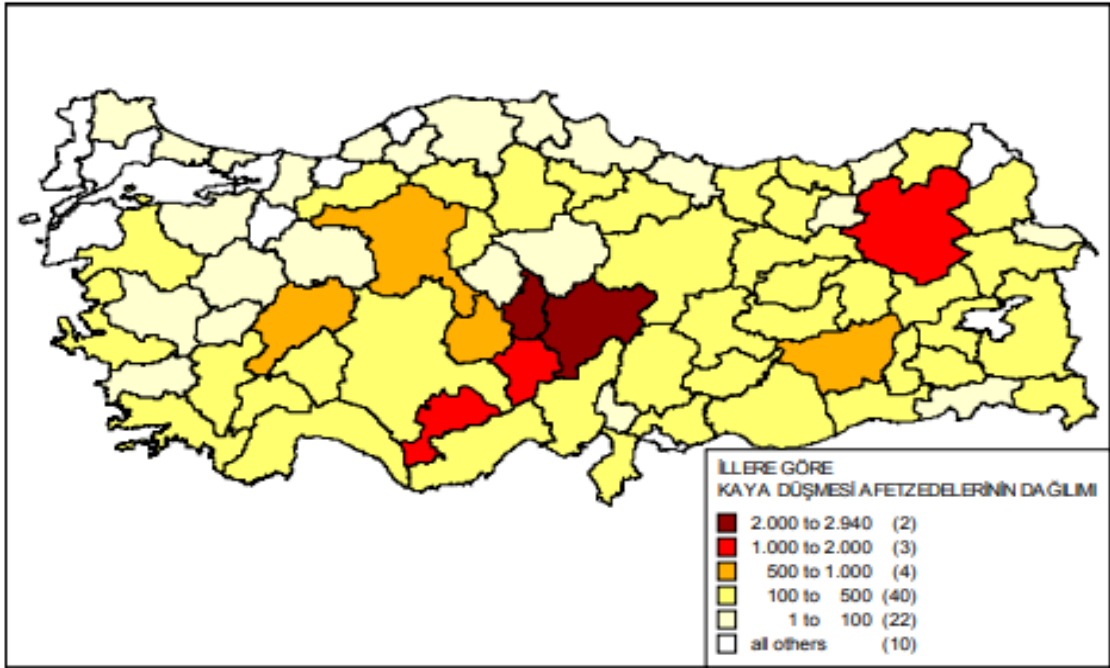 İLLERE GÖRE
KAYA DÜŞMESİ AFETZEDELERİNİN DAĞILIMI
2.000 to 2.940 (2)
1.000 to 2.000 (3)
500 to 1.000 (4)
100 to 500 (40)
1 to 100 (22)
all others (10)